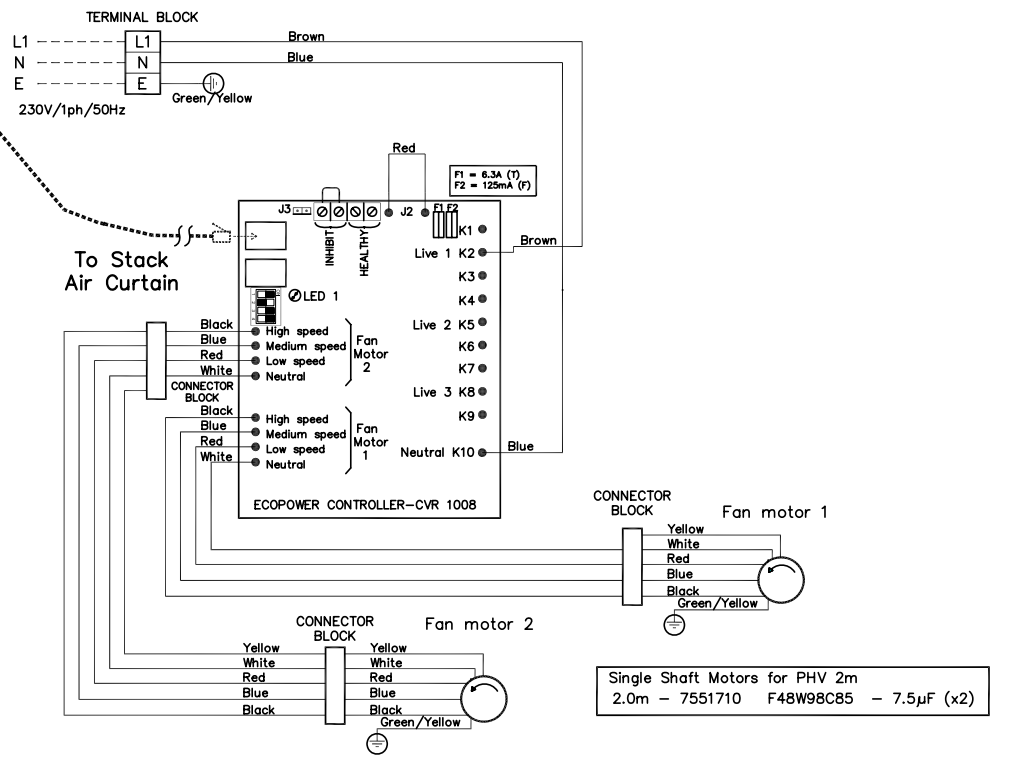 TERMINAL BLOCK
L1 L1 Brown
N N Blue
E E
Green/Yellow
230V/1ph/50Hz
Red
F1 = 6.3A (T)
F2 = 125mA (F)
J3 J2 F1 F2
INHIBIT
HEALTHY
K1
Brown
Live 1 K2
To Stack
Air Curtain
K3
LED 1
K4
Live 2 K5
K6
K7
Live 3 K8
K9
Neutral K10 Blue
Black High speed
Blue Medium speed
Red Low speed
White Neutral
Fan
Motor
2
CONNECTOR
BLOCK
Black High speed
Blue Medium speed
Red Low speed
White Neutral
Fan
Motor
1
ECOPOWER CONTROLLER-CVR 1008
CONNECTOR
BLOCK
Fan motor 1
Yellow
White
Red
Blue
Black
Green/Yellow
CONNECTOR
BLOCK
Fan motor 2
Yellow Yellow
White White
Red Red
Blue Blue
Black Black
Green/Yellow
Single Shaft Motors for PHV 2m
2.0m - 7551710 F48W98C85 - 7.5µF (x2)